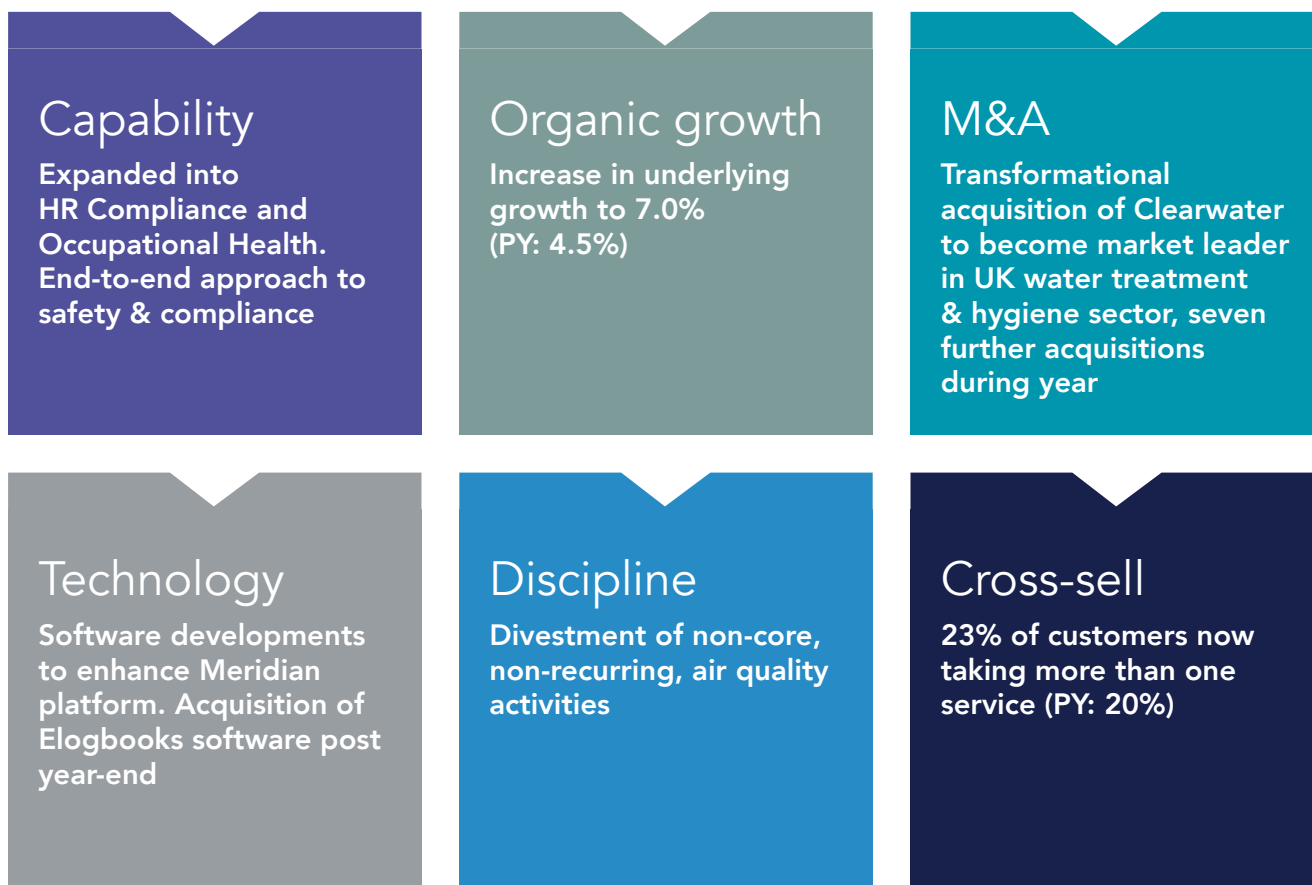 Capability
Expanded into
HR Compliance and
Occupational Health.
End-to-end approach to
safety & compliance
Organic growth
Increase in underlying
growth to 7.0%
(PY: 4.5%)
M&A
Transformational
acquisition of Clearwater
to become market leader
in UK water treatment
& hygiene sector, seven
further acquisitions
during year
Technology
Software developments
to enhance Meridian
platform. Acquisition of
Elogbooks software post
year-end
Discipline
Divestment of non-core,
non-recurring, air quality
activities
Cross-sell
23% of customers now
taking more than one
service (PY: 20%)